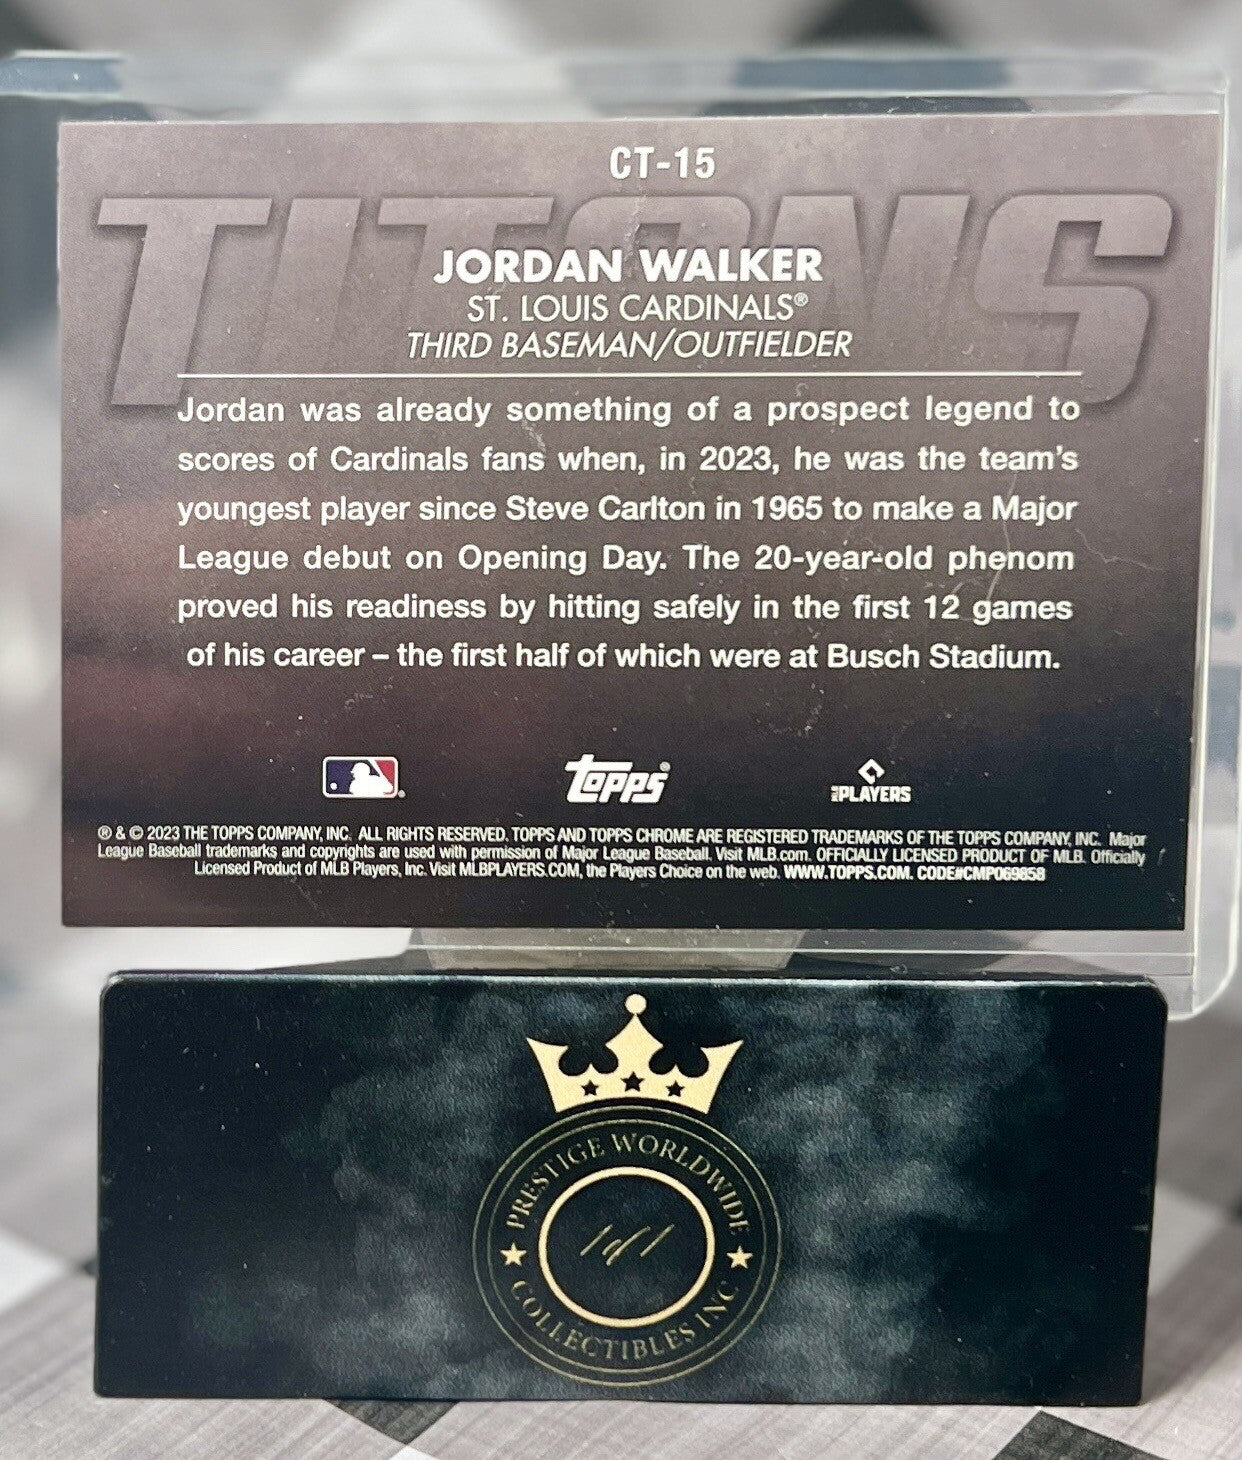 CT-15
TITANS
JORDAN WALKER
ST. LOUIS CARDINALS®
THIRD BASEMAN/OUTFIELDER
Jordan was already something of a prospect legend to
scores of Cardinals fans when, in 2023, he was the team's
youngest player since Steve Carlton in 1965 to make a Major
League debut on Opening Day. The 20-year-old phenom
proved his readiness by hitting safely in the first 12 games
of his career – the first half of which were at Busch Stadium.
Topps®
PLAYERS
® & © 2023 THE TOPPS COMPANY, INC. ALL RIGHTS RESERVED. TOPPS AND TOPPS CHROME ARE REGISTERED TRADEMARKS OF THE TOPPS COMPANY, INC. Major
League Baseball trademarks and copyrights are used with permission of Major League Baseball. Visit MLB.com. OFFICIALLY LICENSED PRODUCT OF MLB. Officially
Licensed Product of MLB Players, Inc. Visit MLBPLAYERS.COM, the Players Choice on the web. WWW.TOPPS.COM. CODE#CMP069858
PRESTIGE WORLDWIDE
1of1
COLLECTIBLES INC